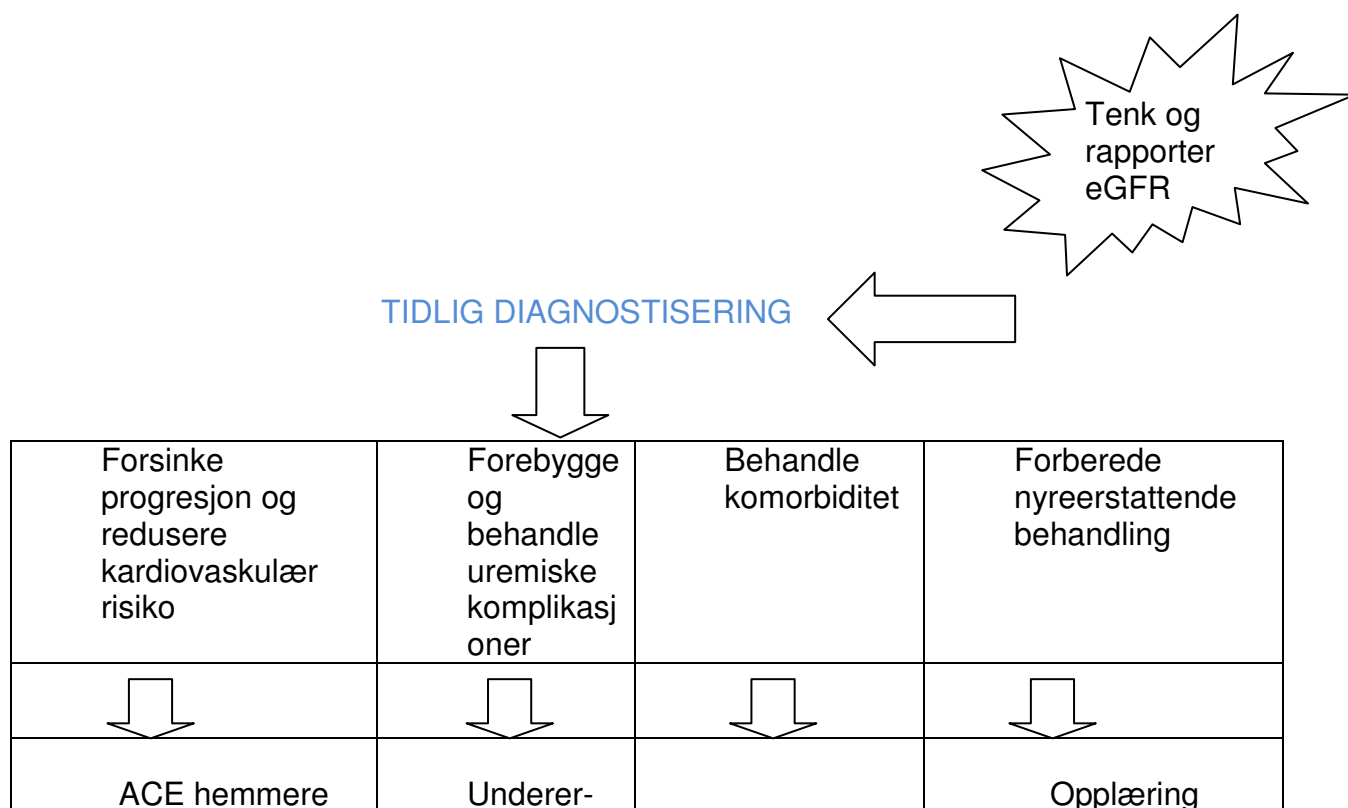 Tenk og
rapporter
eGFR
TIDLIG DIAGNOSTISERING
Forsinke
progresjon og
redusere
kardiovaskulær
risiko
Forebygge
og
behandle
uremiske
komplikasj
oner
Behandle
komorbiditet
Forberede
nyreerstattende
behandling
ACE hemmere
Underer-
Opplæring